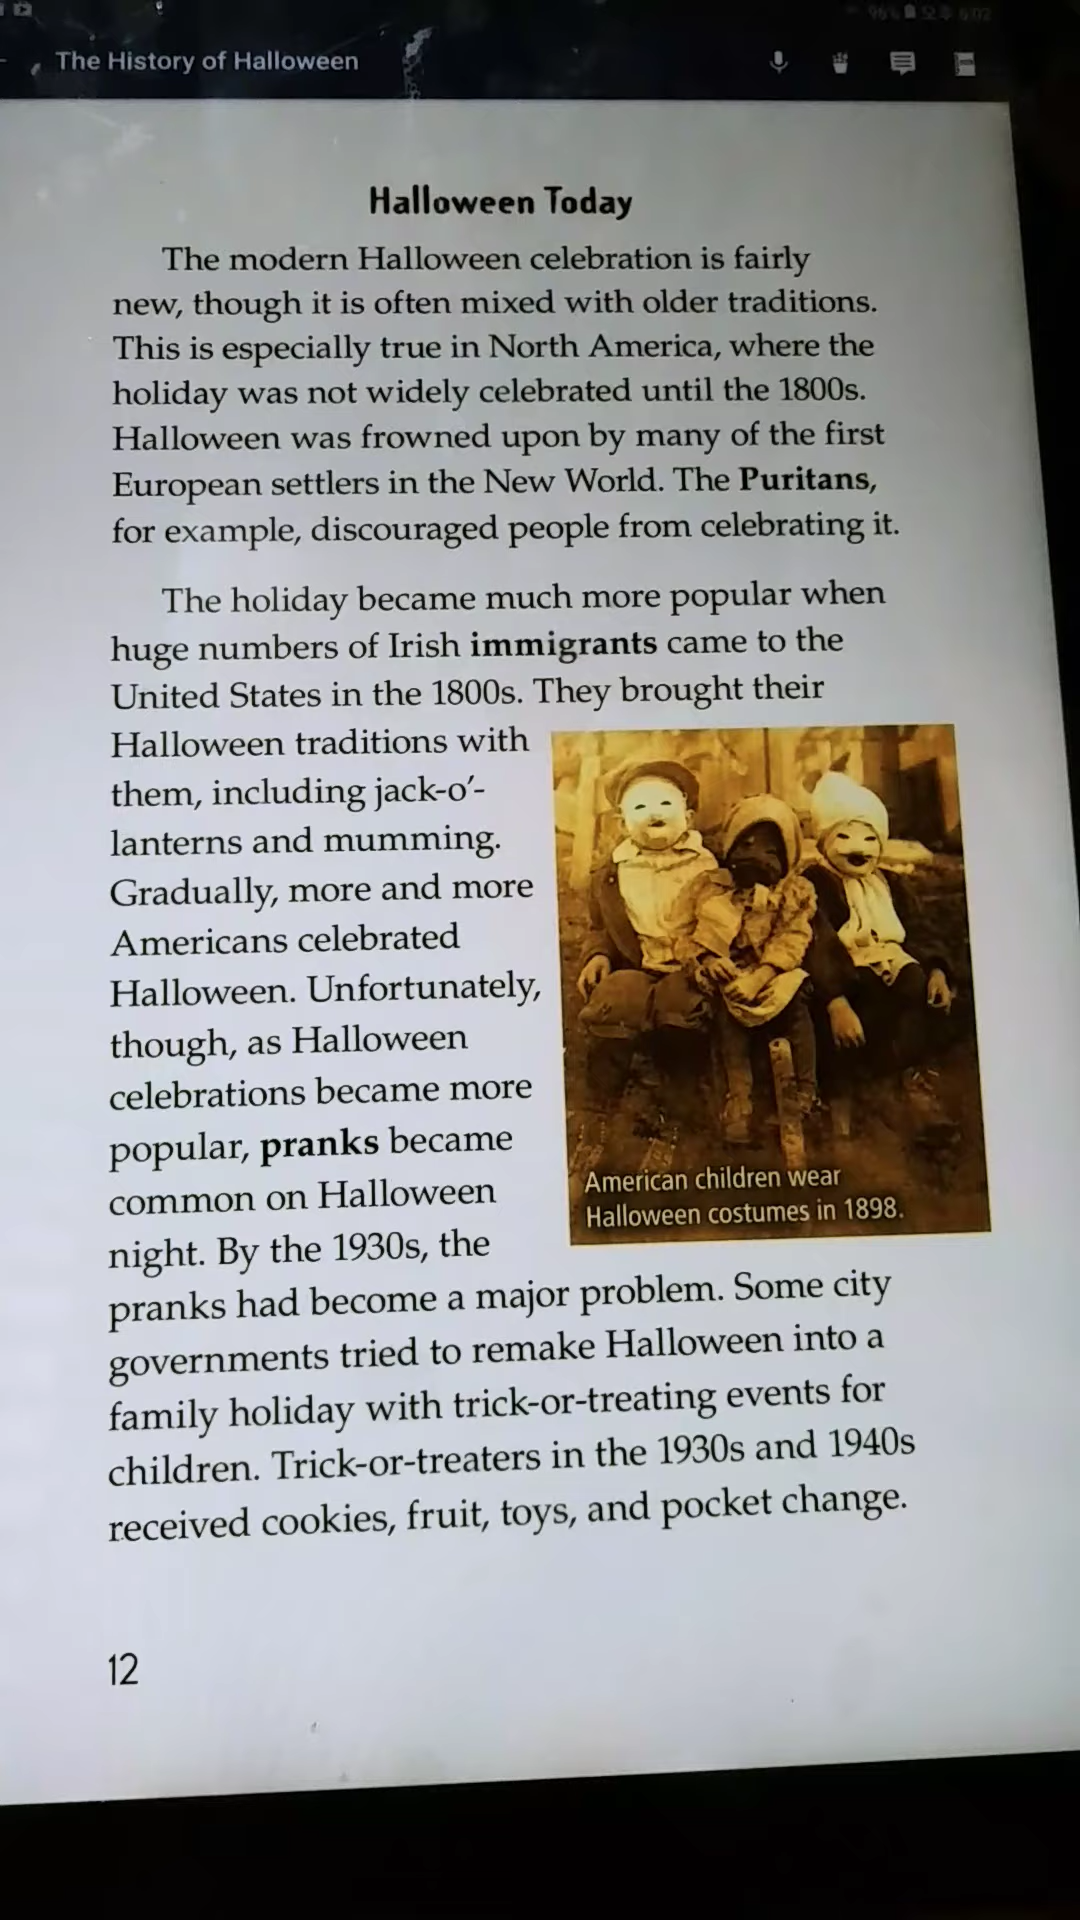 The History of Halloween
Halloween Today
The modern Halloween celebration is fairly
new, though it is often mixed with older traditions.
This is especially true in North America, where the
holiday was not widely celebrated until the 1800s.
Halloween was frowned upon by many of the first
European settlers in the New World. The Puritans,
for example, discouraged people from celebrating it.
The holiday became much more popular when
huge numbers of Irish immigrants came to the
United States in the 1800s. They brought their
Halloween traditions with
them, including jack-o'-
lanterns and mumming.
Gradually, more and more
Americans celebrated
Halloween. Unfortunately,
though, as Halloween
celebrations became more
popular, pranks became
common on Halloween
night. By the 1930s, the
pranks had become a major problem. Some city
governments tried to remake Halloween into a
family holiday with trick-or-treating events for
children. Trick-or-treaters in the 1930s and 1940s
received cookies, fruit, toys, and pocket change.
American children wear
Halloween costumes in 1898.
12